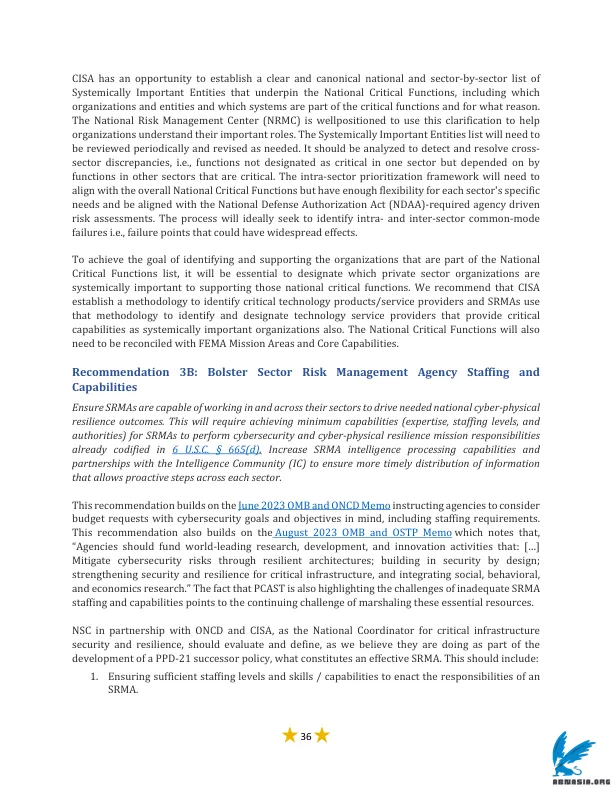 CISA has an opportunity to establish a clear and canonical national and sector-by-sector list of
Systemically Important Entities that underpin the National Critical Functions, including which
organizations and entities and which systems are part of the critical functions and for what reason.
The National Risk Management Center (NRMC) is wellpositioned to use this clarification to help
organizations understand their important roles. The Systemically Important Entities list will need to
be reviewed periodically and revised as needed. It should be analyzed to detect and resolve cross-
sector discrepancies, i.e., functions not designated as critical in one sector but depended on by
functions in other sectors that are critical. The intra-sector prioritization framework will need to
align with the overall National Critical Functions but have enough flexibility for each sector's specific
needs and be aligned with the National Defense Authorization Act (NDAA)-required agency driven
risk assessments. The process will ideally seek to identify intra- and inter-sector common-mode
failures i.e., failure points that could have widespread effects.
To achieve the goal of identifying and supporting the organizations that are part of the National
Critical Functions list, it will be essential to designate which private sector organizations are
systemically important to supporting those national critical functions. We recommend that CISA
establish a methodology to identify critical technology products/service providers and SRMAs use
that methodology to identify and designate technology service providers that provide critical
capabilities as systemically important organizations also. The National Critical Functions will also
need to be reconciled with FEMA Mission Areas and Core Capabilities.
Recommendation 3B: Bolster Sector Risk Management Agency Staffing and
Capabilities
Ensure SRMAs are capable of working in and across their sectors to drive needed national cyber-physical
resilience outcomes. This will require achieving minimum capabilities (expertise, staffing levels, and
authorities) for SRMAs to perform cybersecurity and cyber-physical resilience mission responsibilities
already codified in 6 U.S.C. § 665(d). Increase SRMA intelligence processing capabilities and
partnerships with the Intelligence Community (IC) to ensure more timely distribution of information
that allows proactive steps across each sector.
This recommendation builds on the June 2023 OMB and ONCD Memo instructing agencies to consider
budget requests with cybersecurity goals and objectives in mind, including staffing requirements.
This recommendation also builds on the August 2023 OMB and OSTP Memo which notes that,
“Agencies should fund world-leading research, development, and innovation activities that: […]
Mitigate cybersecurity risks through resilient architectures; building in security by design;
strengthening security and resilience for critical infrastructure, and integrating social, behavioral,
and economics research.” The fact that PCAST is also highlighting the challenges of inadequate SRMA
staffing and capabilities points to the continuing challenge of marshaling these essential resources.
NSC in partnership with ONCD and CISA, as the National Coordinator for critical infrastructure
security and resilience, should evaluate and define, as we believe they are doing as part of the
development of a PPD-21 successor policy, what constitutes an effective SRMA. This should include:
1. Ensuring sufficient staffing levels and skills / capabilities to enact the responsibilities of an
SRMA.
36
ABNASIA.ORG